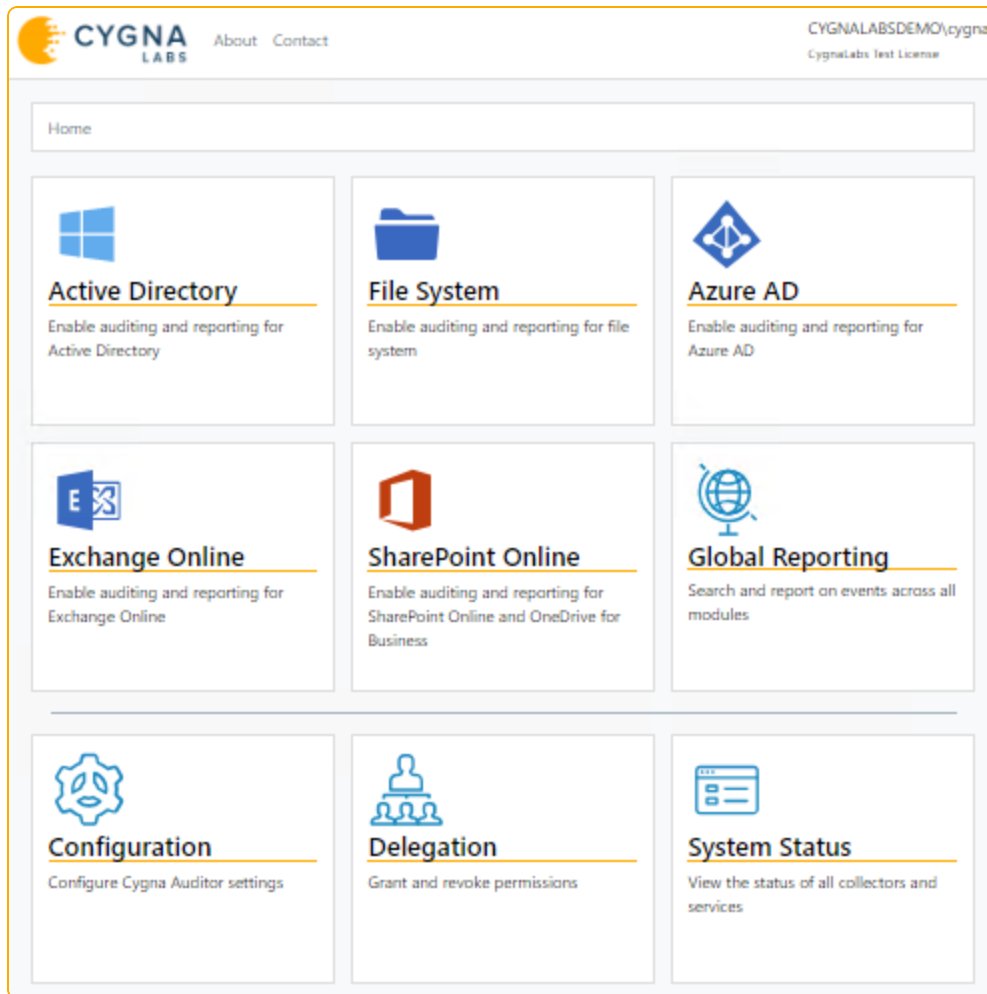 CYGNA
LABS
About Contact
CYGNALABSDEMO\cygna
CygnaLabs Test License
Home
Active Directory
Enable auditing and reporting for
Active Directory
File System
Enable auditing and reporting for file
system
Azure AD
Enable auditing and reporting for
Azure AD
E
Exchange Online
Enable auditing and reporting for
Exchange Online
SharePoint Online
Enable auditing and reporting for
SharePoint Online and OneDrive for
Business
Global Reporting
Search and report on events across all
modules
Configuration
Configure Cygna Auditor settings
Delegation
Grant and revoke permissions
System Status
View the status of all collectors and
services